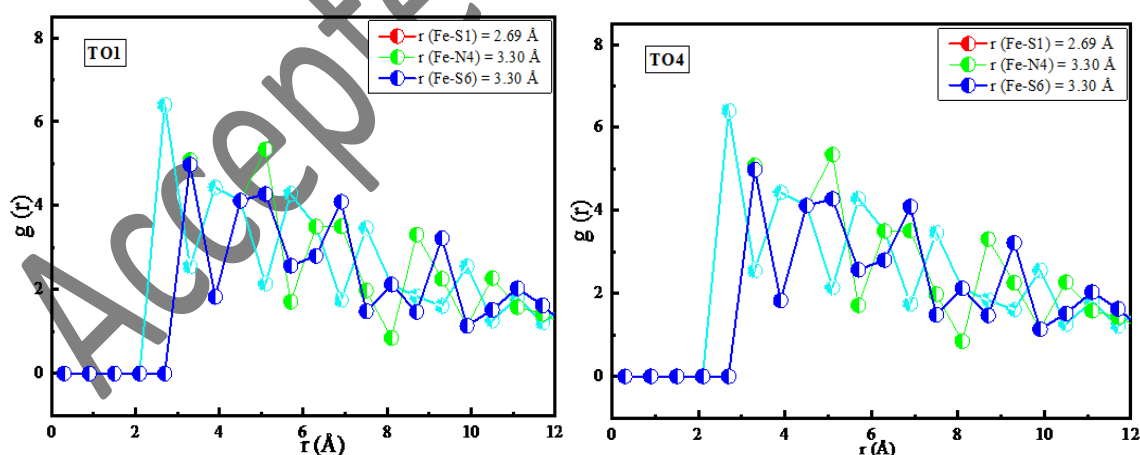 TO1
r (Fe-S1) = 2.69 Å
r (Fe-N4) = 3.30 Å
r (Fe-S6) = 3.30 Å
g (r)
8
6
4
2
0
0 2 4 6 8 10 12
r (Å)
TO4
r (Fe-S1) = 2.69 Å
r (Fe-N4) = 3.30 Å
r (Fe-S6) = 3.30 Å
g (r)
8
6
4
2
0
0 2 4 6 8 10 12
r (Å)
Accepte